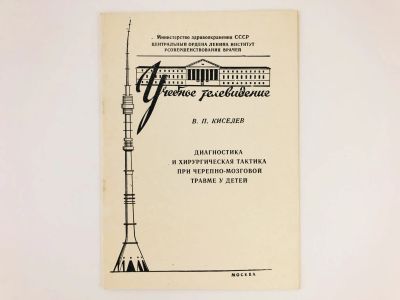 Министерство здравоохранения СССР
ЦЕНТРАЛЬНЫЙ ОРДЕНА ЛЕНИНА ИНСТИТУТ
УСОВЕРШЕНСТВОВАНИЯ ВРАЧЕЙ
Учебное телевидение
В. П. КИСЕЛЕВ
ДИАГНОСТИКА
И ХИРУРГИЧЕСКАЯ ТАКТИКА
ПРИ ЧЕРЕПНО-МОЗГОВОЙ
ТРАВМЕ У ДЕТЕЙ
МОСКВА